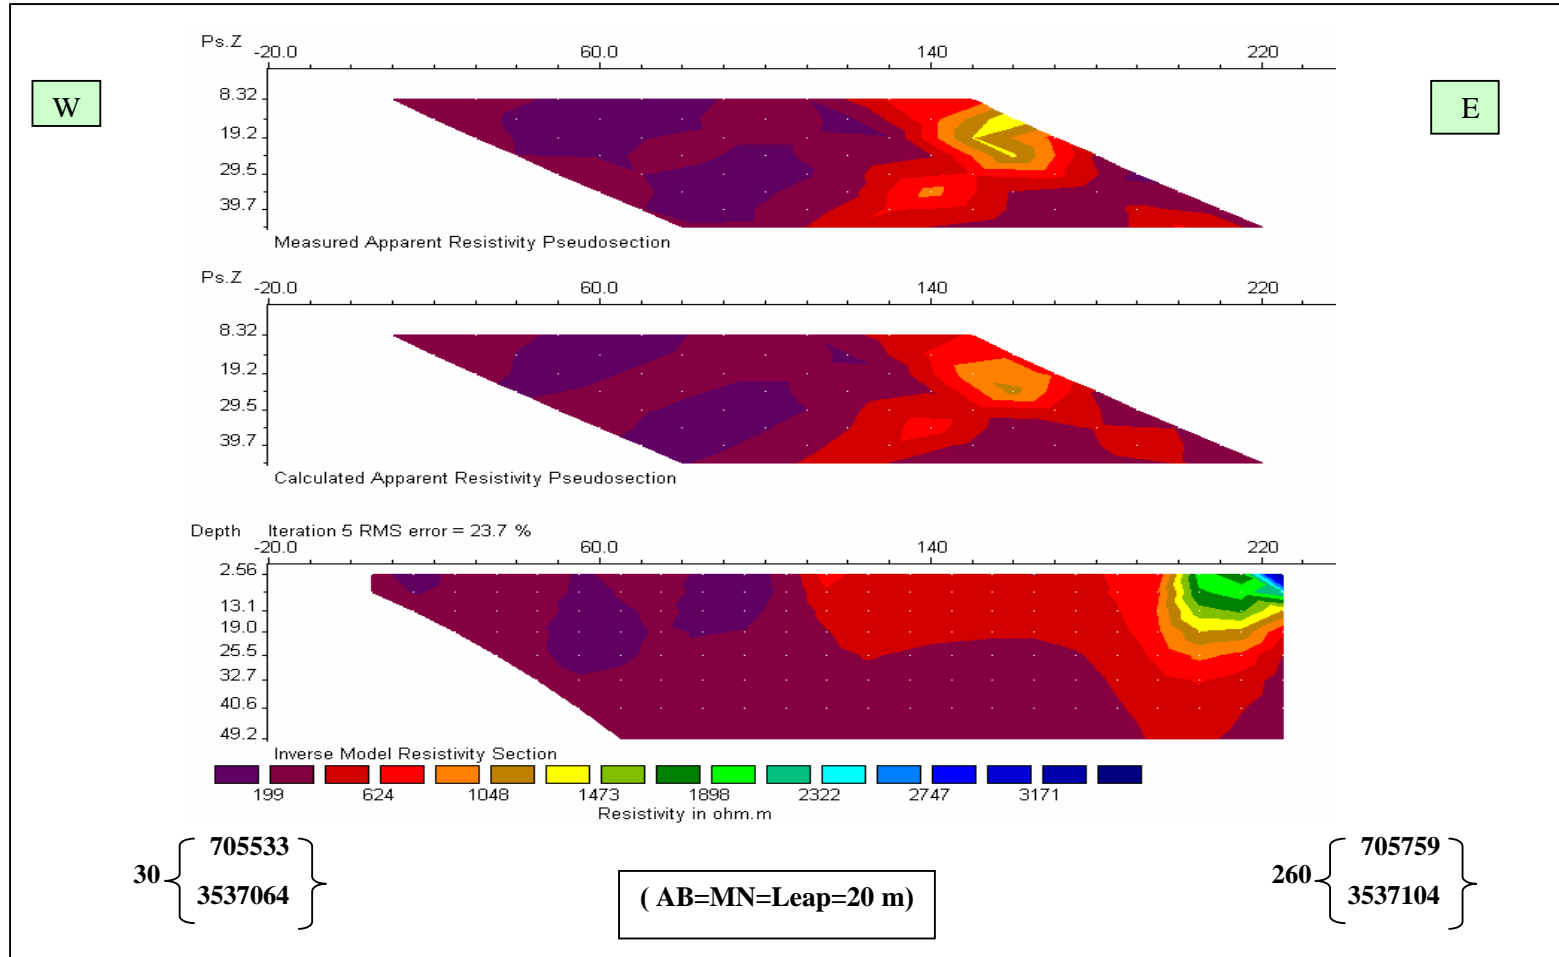 Ps.Z -20.0 60.0 140 220
W E
8.32
19.2
29.5
39.7
Measured Apparent Resistivity Pseudosection
Ps.Z -20.0 60.0 140 220
8.32
19.2
29.5
39.7
Calculated Apparent Resistivity Pseudosection
Depth Iteration 5 RMS error = 23.7 %
-20.0 60.0 140 220
2.56
13.1
19.0
25.5
32.7
40.6
49.2
Inverse Model Resistivity Section
199 624 1048 1473 1898 2322 2747 3171
Resistivity in ohm.m
30 705533
3537064
( AB=MN=Leap=20 m)
260 705759
3537104